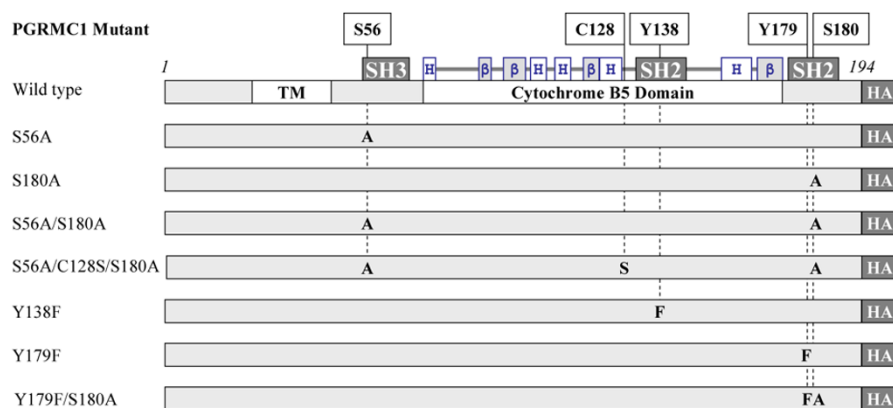 PGRMC1 Mutant S56 C128 Y138 Y179 S180
1 SH3 H β β H H β H SH2 H β SH2 194
Wild type TM Cytochrome B5 Domain HA
S56A A HA
S180A A HA
S56A/S180A A A HA
S56A/C128S/S180A A S A HA
Y138F F HA
Y179F F HA
Y179F/S180A F A HA